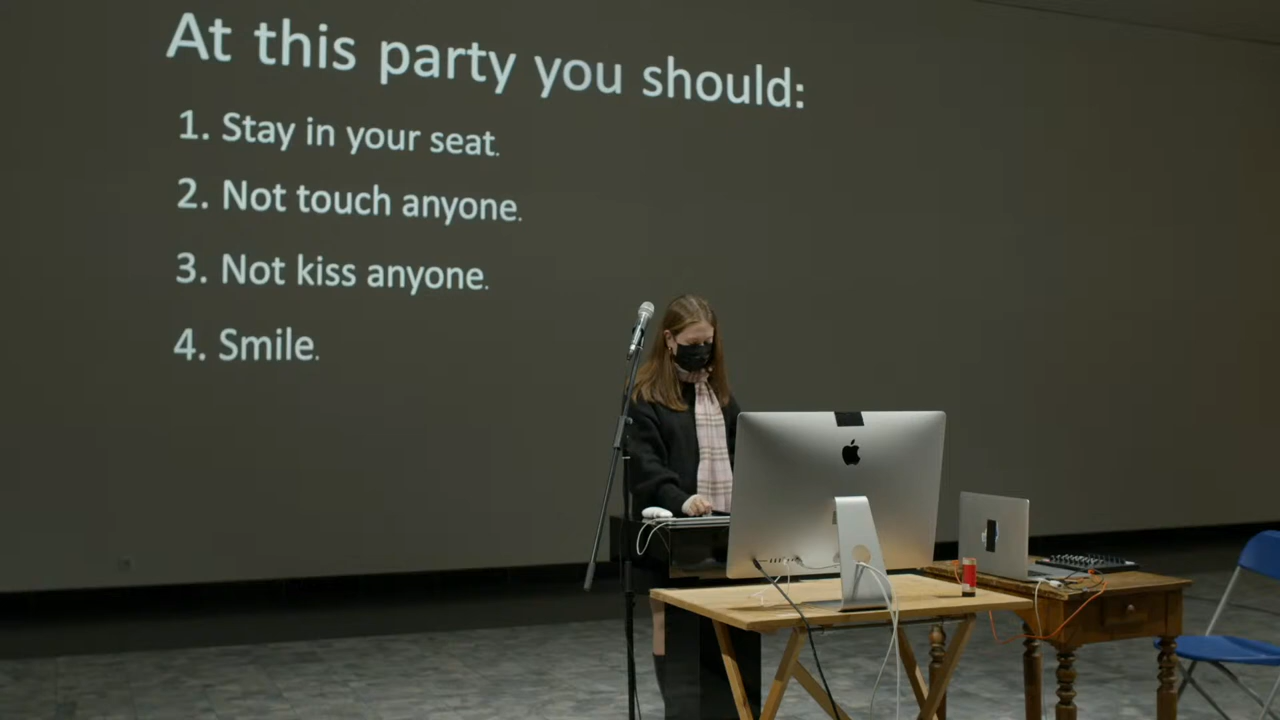 At this party you should:
1. Stay in your seat.
2. Not touch anyone.
3. Not kiss anyone.
4. Smile.